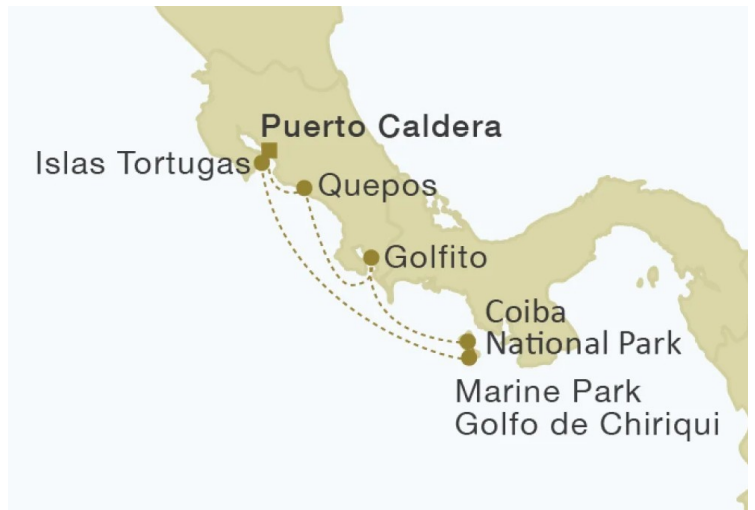 Puerto Caldera
Islas Tortugas
Quepos
Golfito
Coiba
National Park
Marine Park
Golfo de Chiriqui